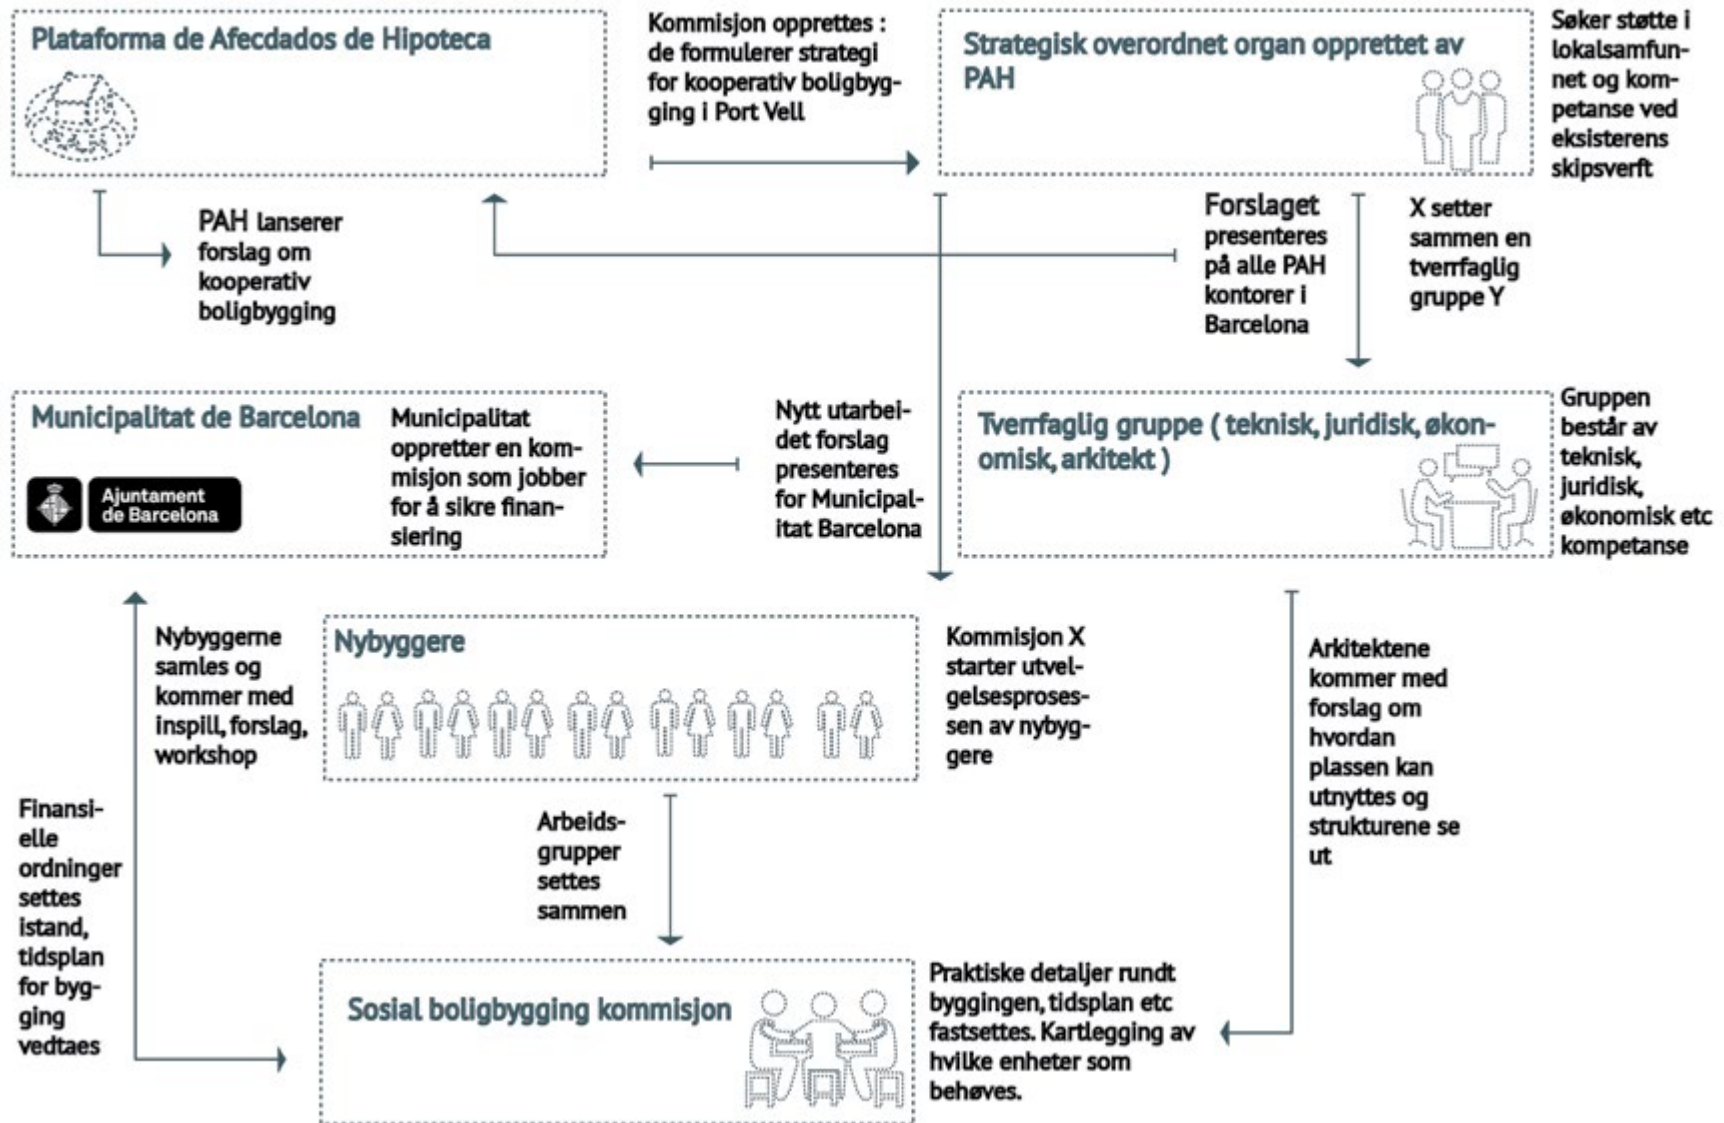 Plataforma de Afecdados de Hipoteca
Kommisjon opprettes :
de formulerer strategi
for kooperativ boligbyg-
ging i Port Vell
Strategisk overordnet organ opprettet av
PAH
Søker støtte i
lokalsamfun-
net og kom-
petanse ved
eksisterens
skipsverft
PAH lanserer
forslag om
kooperativ
boligbygging
Forslaget
presenteres
på alle PAH
kontorer i
Barcelona
X setter
sammen en
tverrfaglig
gruppe Y
Municipalitat de Barcelona
Ajuntament
de Barcelona
Municipalitat
oppretter en kom-
misjon som jobber
for å sikre finan-
siering
Nytt utarbei-
det forslag
presenteres
for Municipal-
itat Barcelona
Tverrfaglig gruppe ( teknisk, juridisk, økon-
omisk, arkitekt )
Gruppen
består av
teknisk,
juridisk,
økonomisk etc
kompetanse
Nybyggerne
samles og
kommer med
inspill, forslag,
workshop
Nybyggere
Kommisjon X
starter utvel-
gelsesproses-
sen av nybyg-
gere
Arkitektene
kommer med
forslag om
hvordan
plassen kan
utnyttes og
strukturene se
ut
Finansi-
elle
ordninger
settes
istand,
tidsplan
for byg-
ging
vedtaes
Arbeids-
grupper
settes
sammen
Sosial boligbygging kommisjon
Praktiske detaljer rundt
byggingen, tidsplan etc
fastsettes. Kartlegging av
hvilke enheter som
behøves.